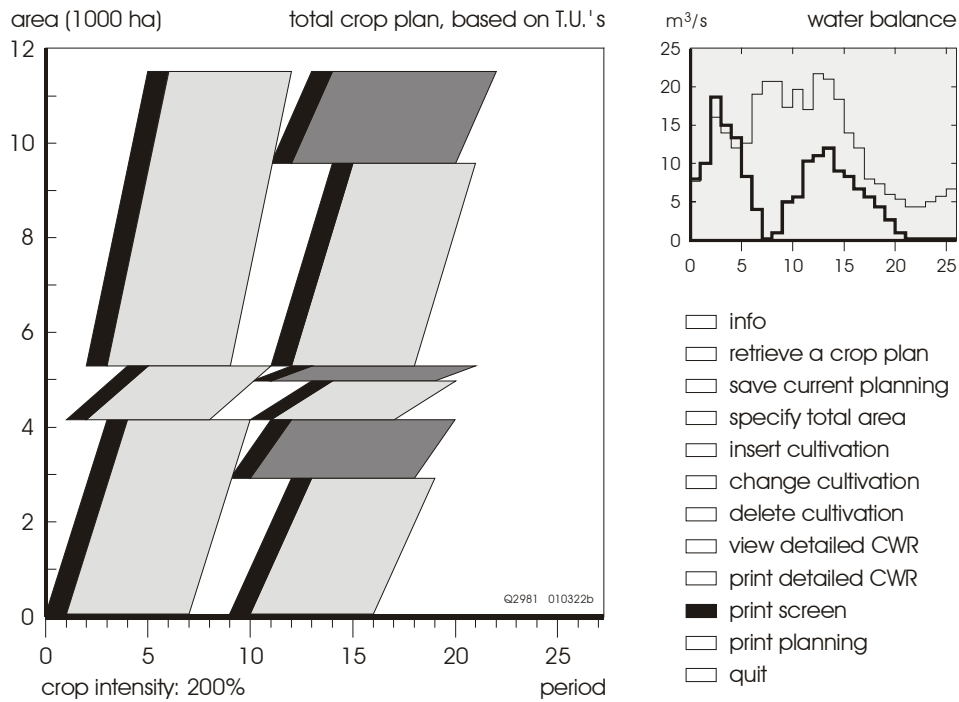 area (1000 ha)
total crop plan, based on T.U.'s
12
10
8
6
4
2
0
Q2981 010322b
0 5 10 15 20 25
crop intensity: 200%
period
m³/s
water balance
25
20
15
10
5
0
0 5 10 15 20 25
info
retrieve a crop plan
save current planning
specify total area
insert cultivation
change cultivation
delete cultivation
view detailed CWR
print detailed CWR
print screen
print planning
quit